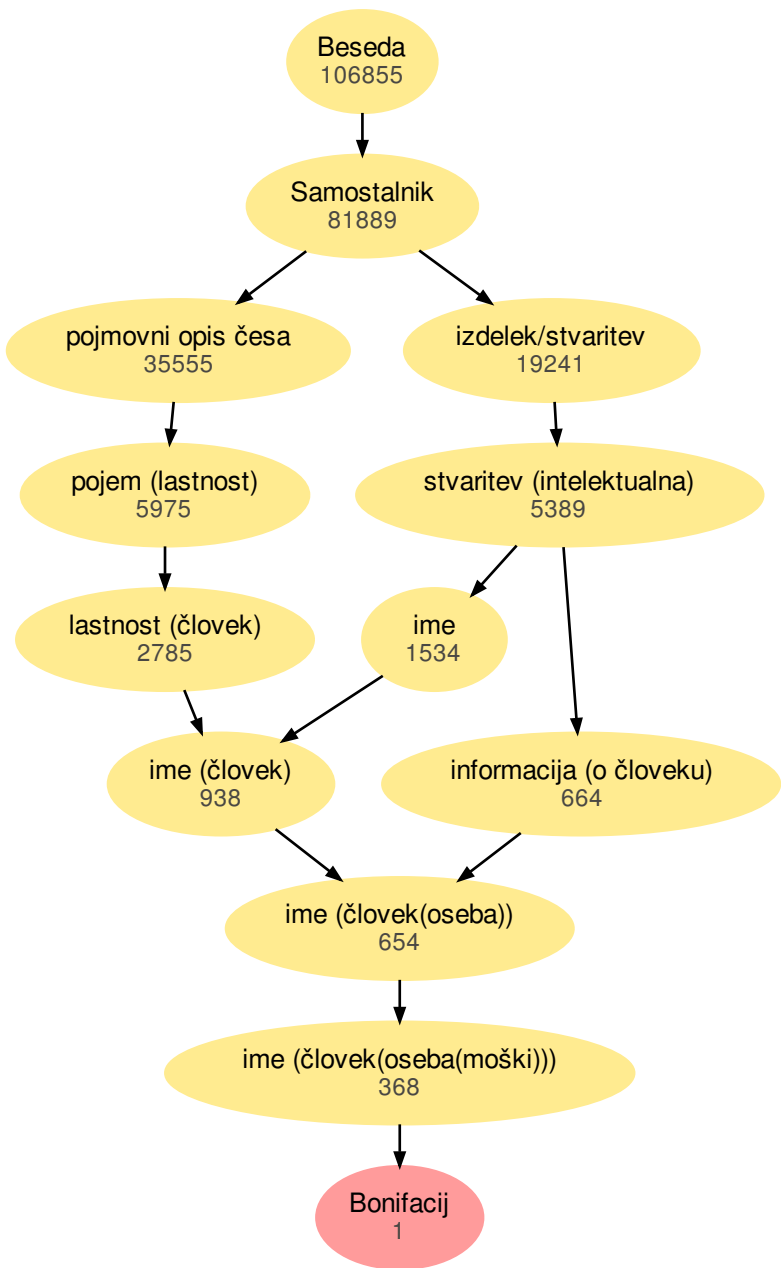 Beseda
106855
Samostalnik
81889
pojmovni opis česa
35555
izdelek/stvaritev
19241
pojem (lastnost)
5975
stvaritev (intelektualna)
5389
lastnost (človek)
2785
ime
1534
ime (človek)
938
informacija (o človeku)
664
ime (človek(oseba))
654
ime (človek(oseba(moški)))
368
Bonifacij
1